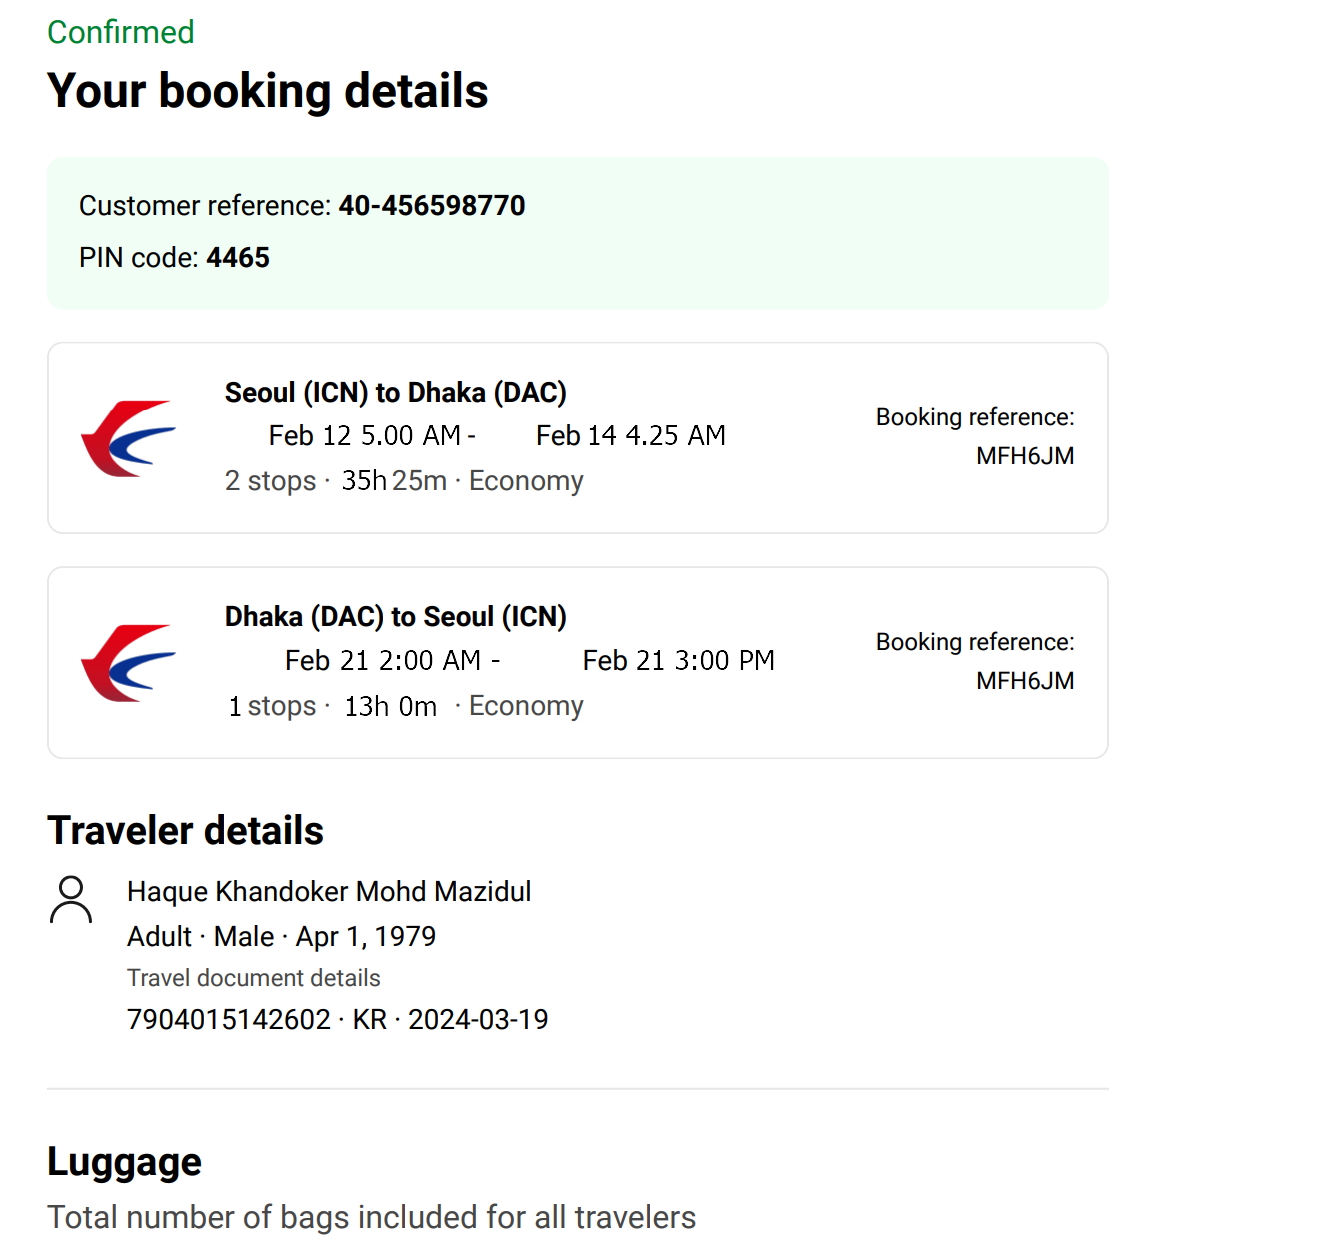 Confirmed
Your booking details
Customer reference: 40-456598770
PIN code: 4465
Seoul (ICN) to Dhaka (DAC)
Feb 12 5.00 AM - Feb 14 4.25 AM
2 stops · 35h 25m · Economy
Booking reference:
MFH6JM
Dhaka (DAC) to Seoul (ICN)
Feb 21 2:00 AM - Feb 21 3:00 PM
1 stops · 13h 0m · Economy
Booking reference:
MFH6JM
Traveler details
Haque Khandoker Mohd Mazidul
Adult · Male · Apr 1, 1979
Travel document details
7904015142602 · KR · 2024-03-19
Luggage
Total number of bags included for all travelers